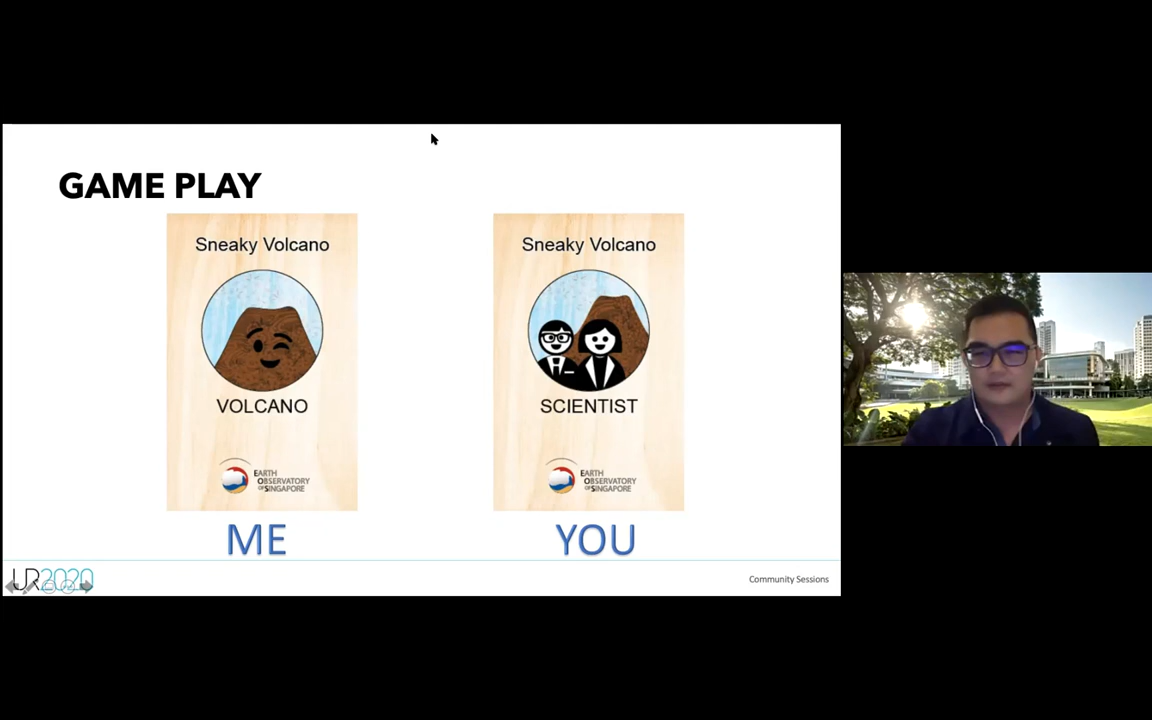 GAME PLAY
Sneaky Volcano
VOLCANO
EARTH
OBSERVATORY
OF SINGAPORE
ME
Sneaky Volcano
SCIENTIST
EARTH
OBSERVATORY
OF SINGAPORE
YOU
UR2020
Community Sessions